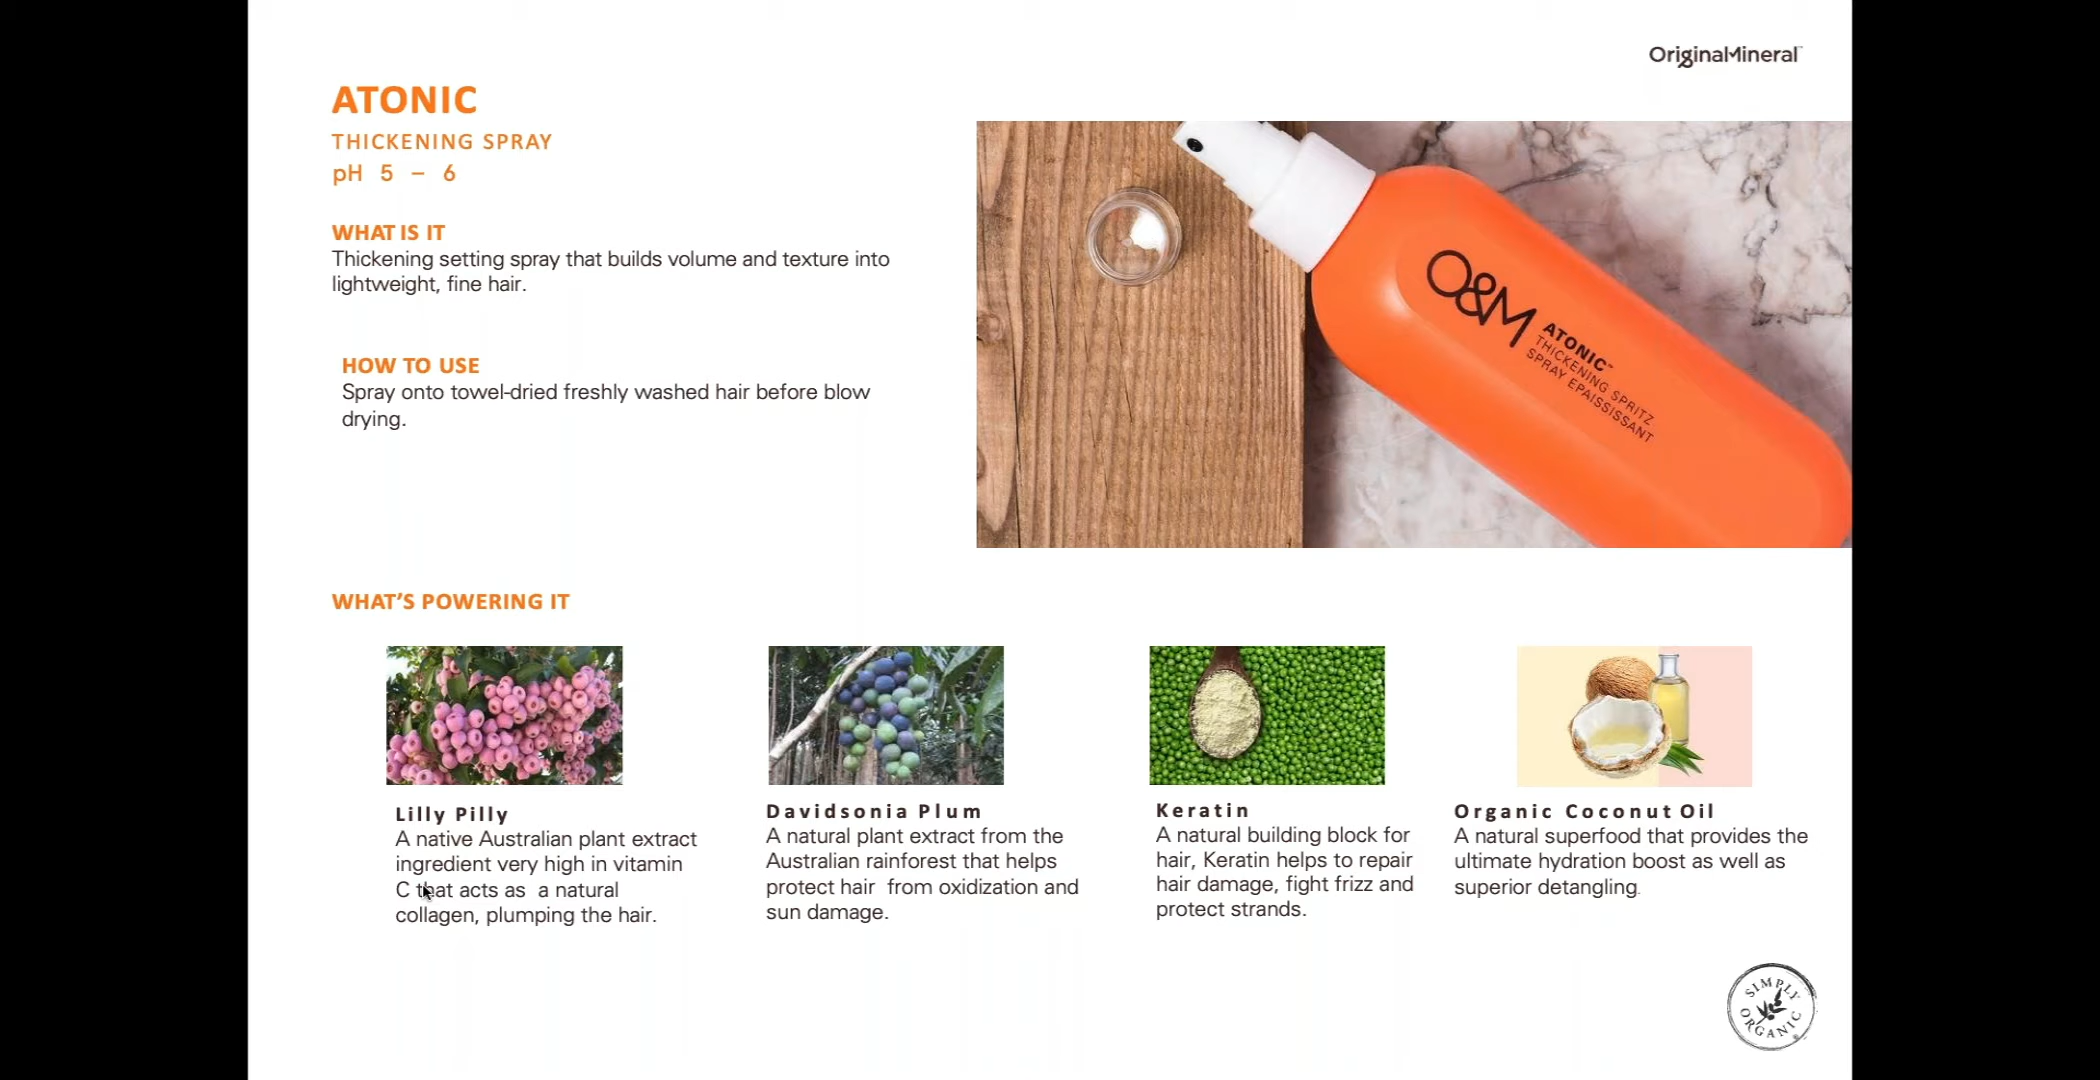 OriginalMineral
ATONIC
THICKENING SPRAY
pH 5 – 6
WHAT IS IT
Thickening setting spray that builds volume and texture into
lightweight, fine hair.
HOW TO USE
Spray onto towel-dried freshly washed hair before blow
drying.
O&M
ATONIC™
THICKENING SPRITZ
SPRAY EPAISSISSANT
WHAT’S POWERING IT
Lilly Pilly
A native Australian plant extract
ingredient very high in vitamin
C that acts as a natural
collagen, plumping the hair.
Davidsonia Plum
A natural plant extract from the
Australian rainforest that helps
protect hair from oxidization and
sun damage.
Keratin
A natural building block for
hair, Keratin helps to repair
hair damage, fight frizz and
protect strands.
Organic Coconut Oil
A natural superfood that provides the
ultimate hydration boost as well as
superior detangling.
SIMPLY
ORGANIC